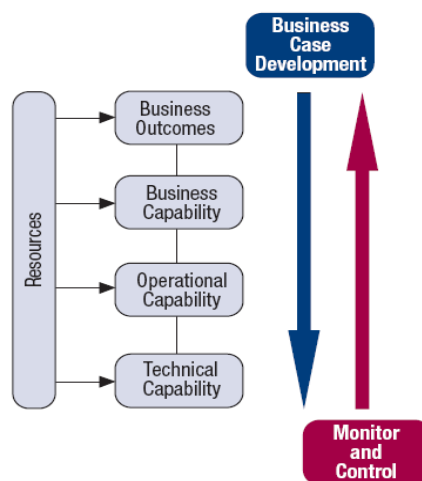 Business
Case
Development
Resources
Business
Outcomes
Business
Capability
Operational
Capability
Technical
Capability
Monitor
and
Control